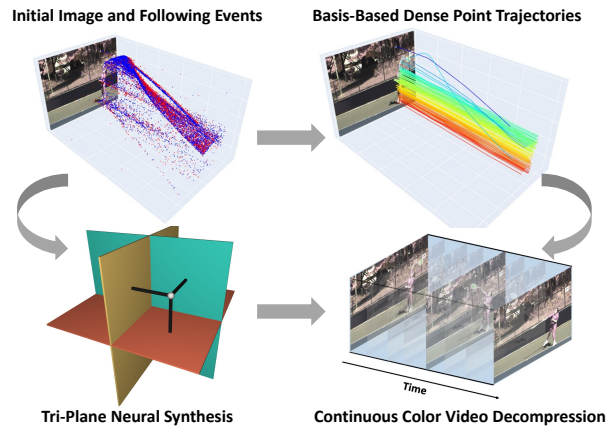 Initial Image and Following Events
Basis-Based Dense Point Trajectories
Time
Tri-Plane Neural Synthesis
Continuous Color Video Decompression